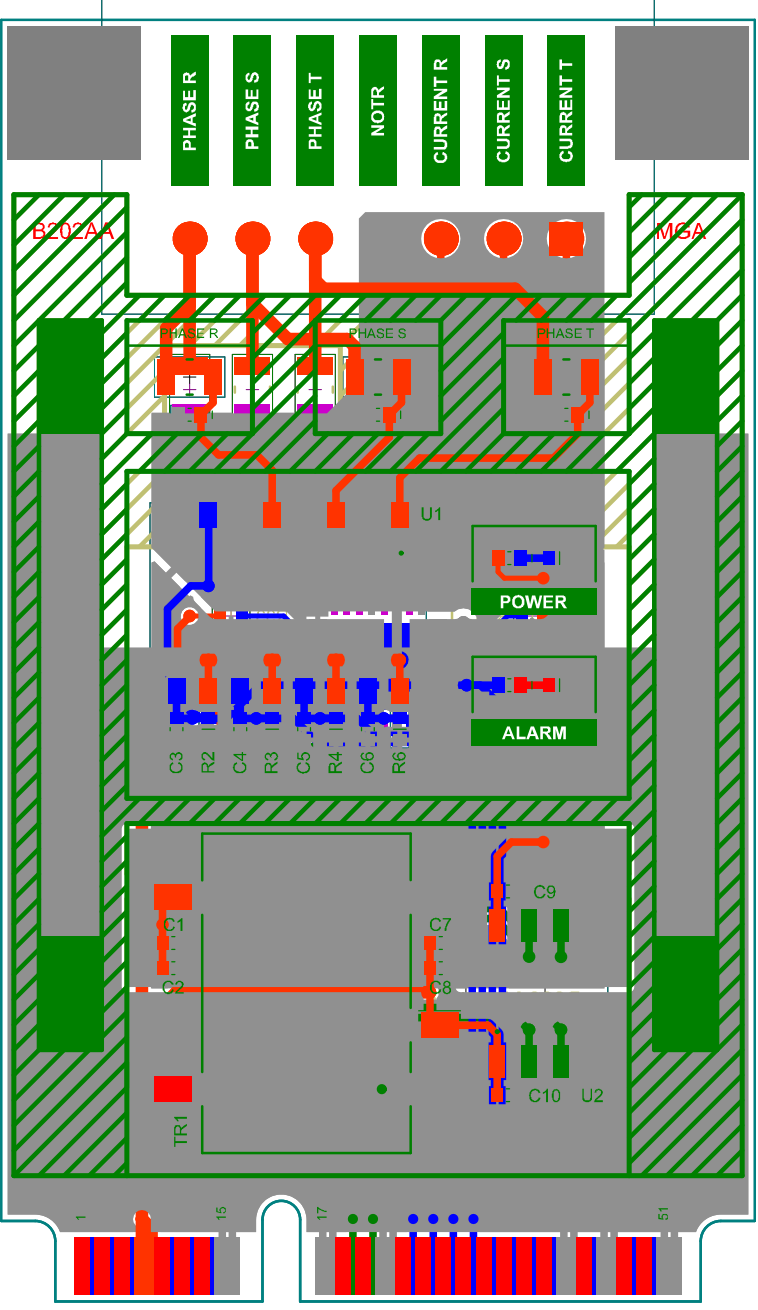 PHASE R
PHASE S
PHASE T
NOTR
CURRENT R
CURRENT S
CURRENT T
B202AA
MGA
PHASE R
PHASE S
PHASE T
U1
POWER
ALARM
C3
R2
C4
R3
C5
R4
C6
R6
C9
C1
C7
C2
C8
C10
U2
TR1
1
15
17
51